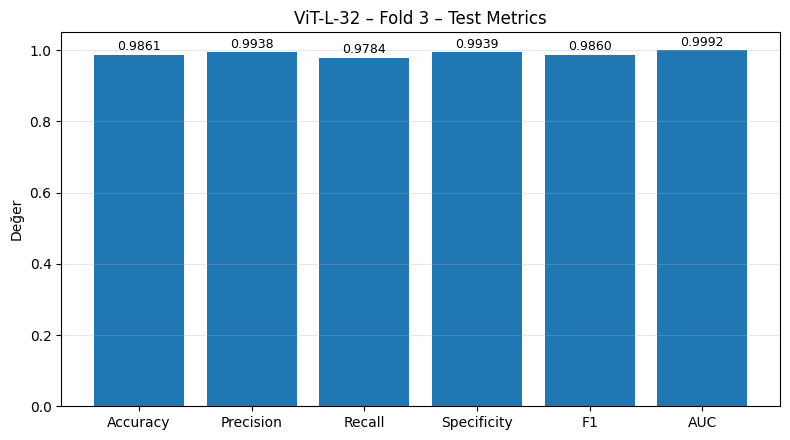 ViT-L-32 – Fold 3 – Test Metrics
0.9861 0.9938 0.9784 0.9939 0.9860 0.9992
1.0
0.8
0.6
0.4
0.2
0.0
Değer
Accuracy Precision Recall Specificity F1 AUC